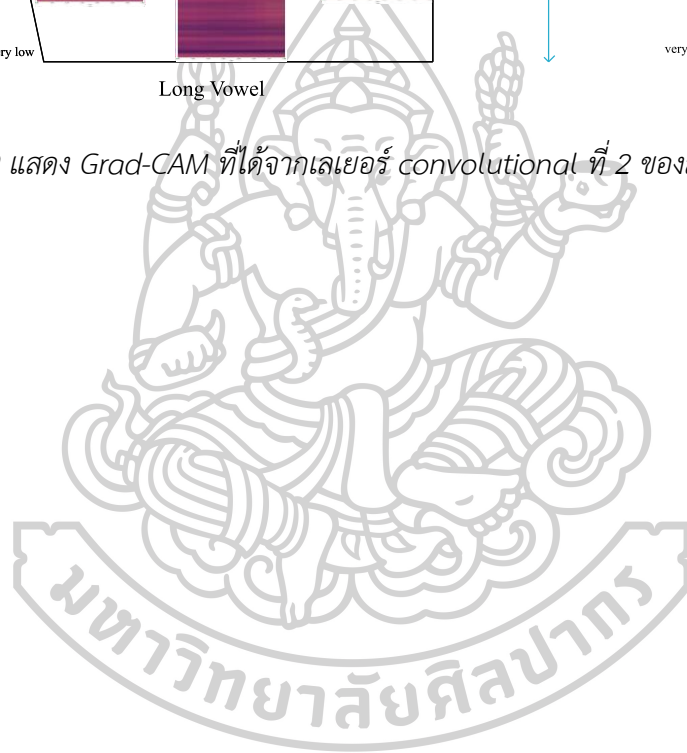 ry low
very
Long Vowel
แสดง Grad-CAM ที่ได้จากเลเยอร์ convolutional ที่ 2 ของ
มหาวิทยาลัยศิลปากร